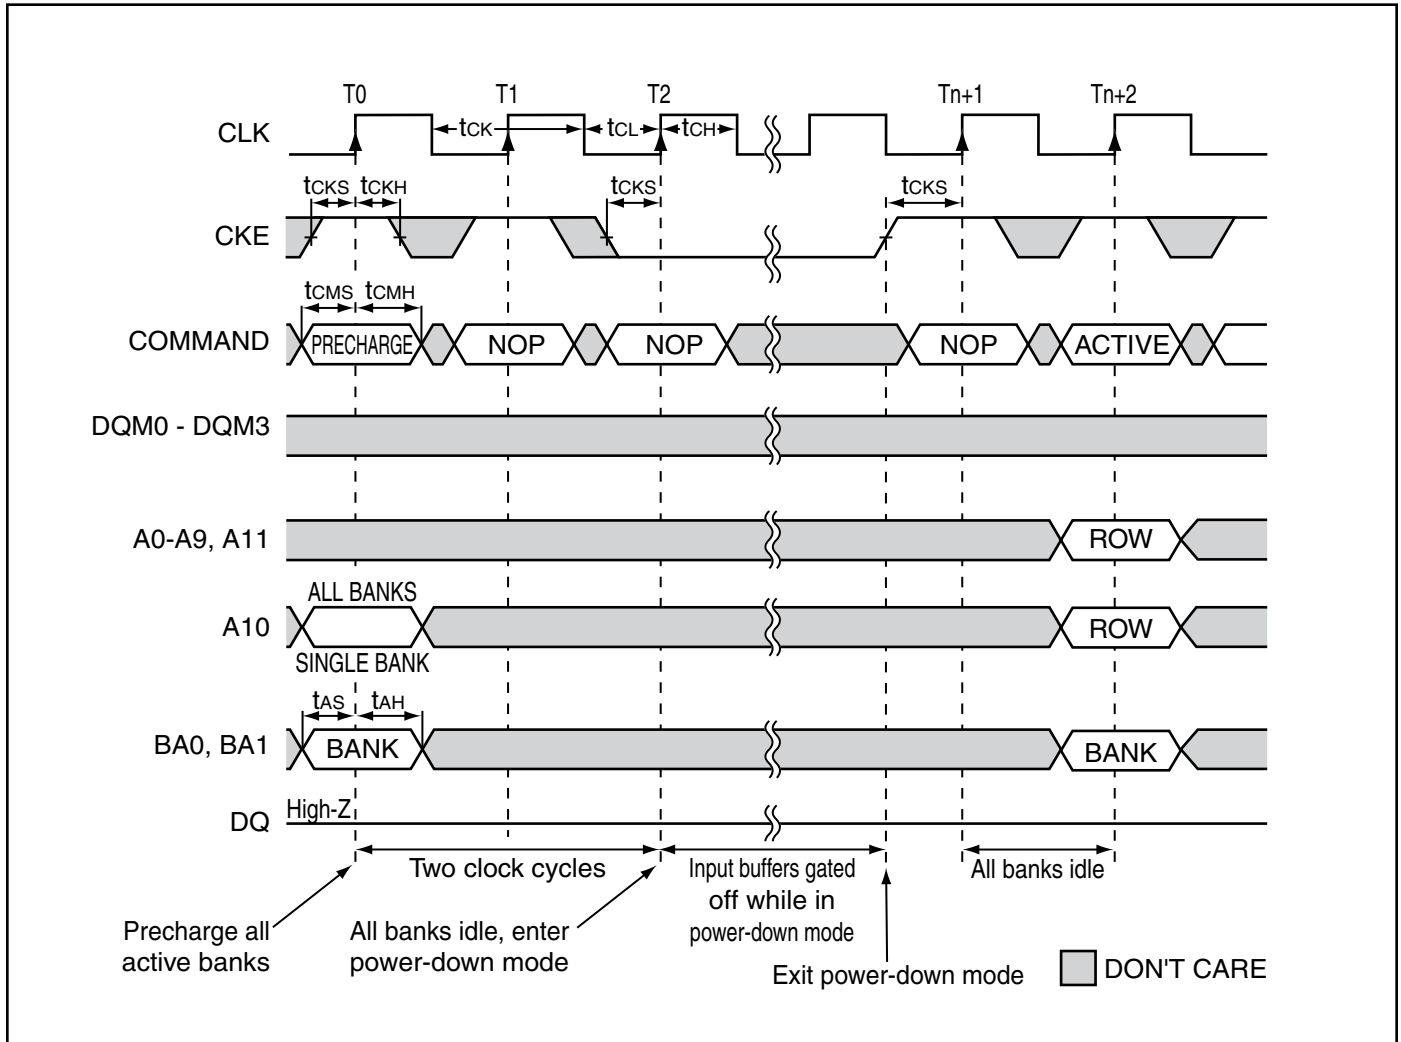 T0 T1 T2 Tn+1 Tn+2
CLK tCK tCL tCH
tCKS tCKH tCKS tCKS
CKE
tCMS tCMH
COMMAND PRECHARGE NOP NOP NOP ACTIVE
DQM0 - DQM3
A0-A9, A11 ROW
ALL BANKS
A10 ROW
SINGLE BANK
tAS tAH
BA0, BA1 BANK BANK
DQ High-Z
Two clock cycles
Input buffers gated
off while in
power-down mode
All banks idle
Precharge all
active banks
All banks idle, enter
power-down mode
Exit power-down mode
DON'T CARE